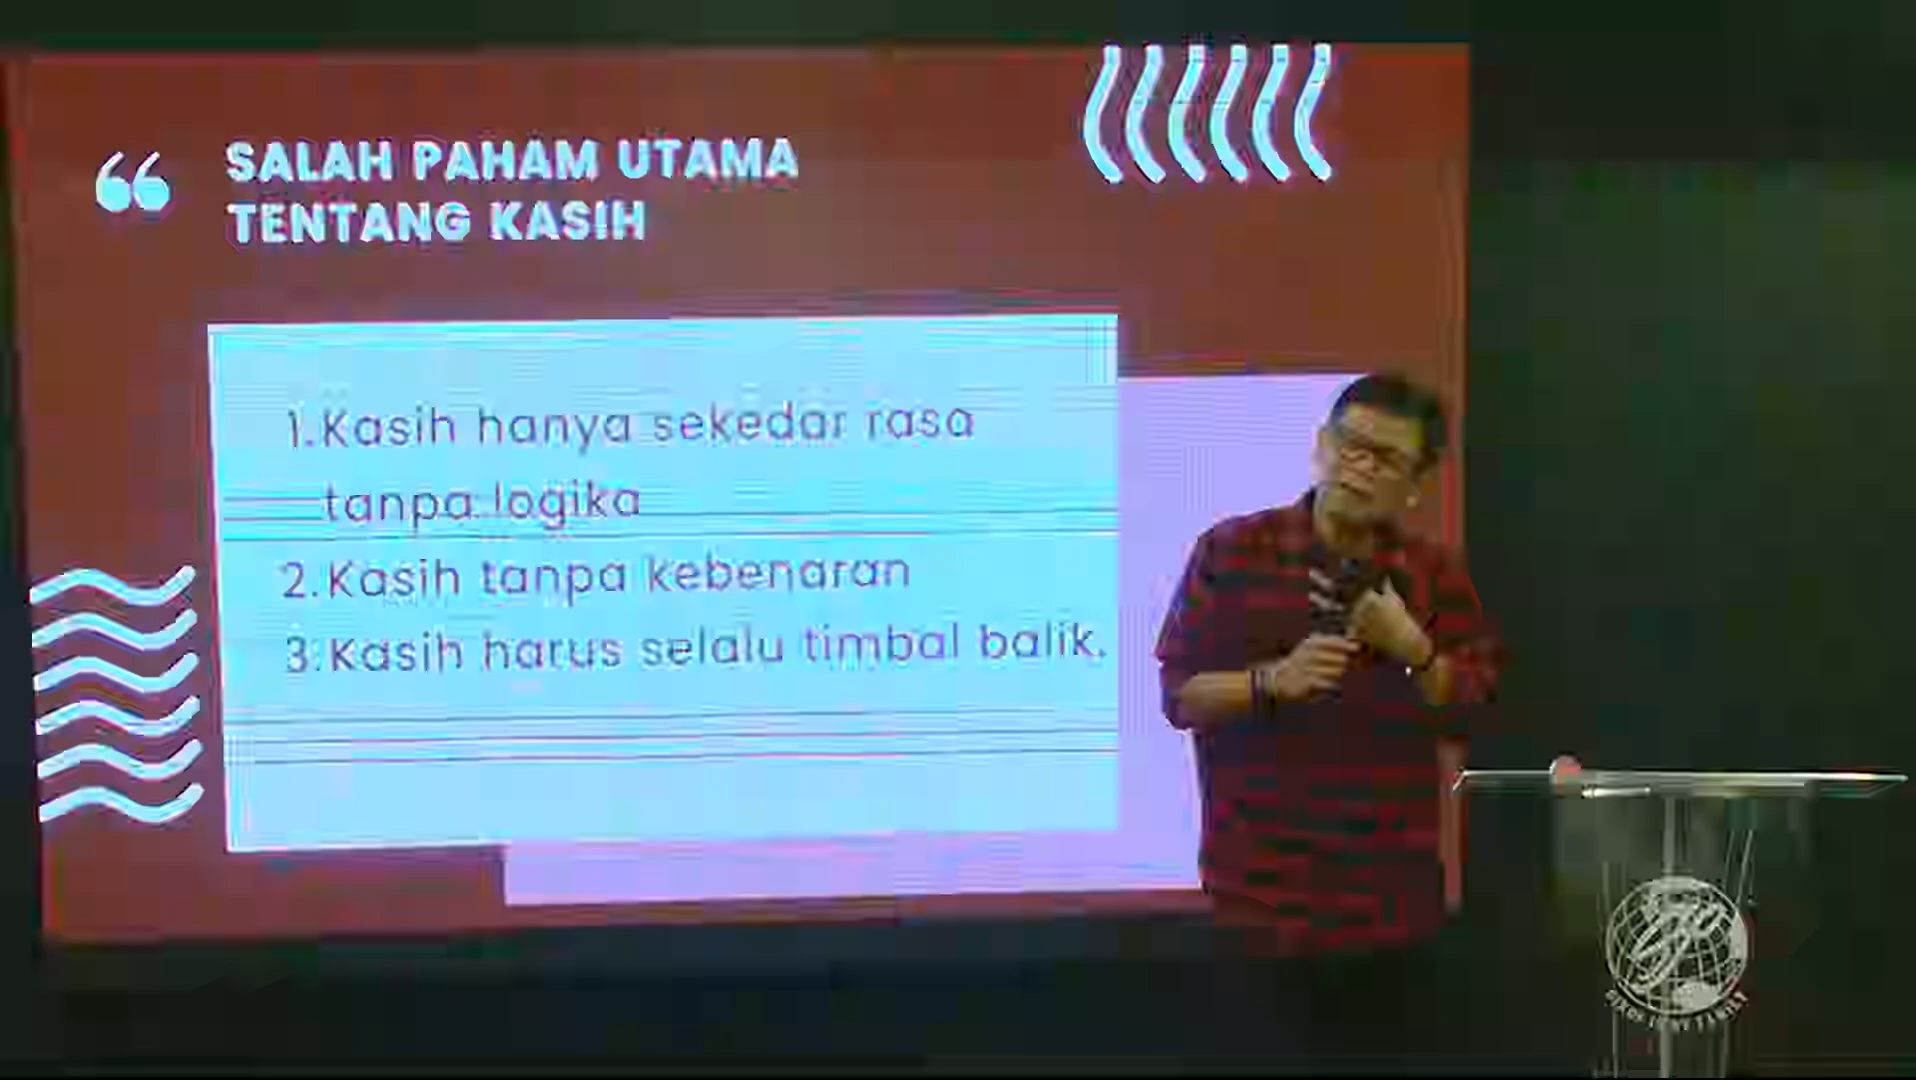 SALAH PAHAM UTAMA
TENTANG KASIH
1. Kasih hanya sekedar rasa
tanpa logika
2. Kasih tanpa kebenaran
3. Kasih harus selalu timbal balik.